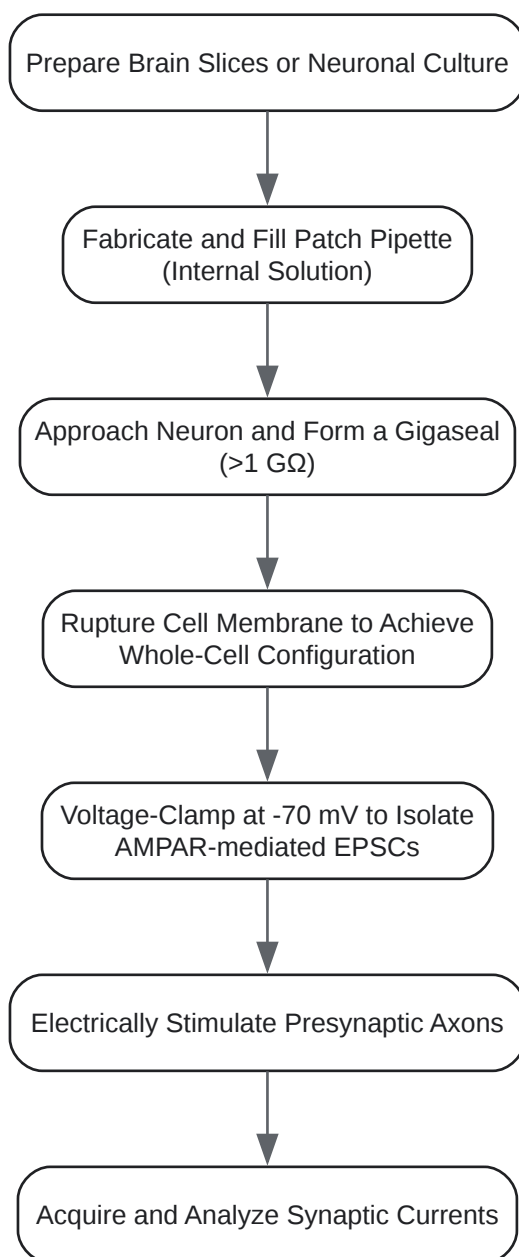 Prepare Brain Slices or Neuronal Culture
Fabricate and Fill Patch Pipette
(Internal Solution)
Approach Neuron and Form a Gigaseal
(>1 GΩ)
Rupture Cell Membrane to Achieve
Whole-Cell Configuration
Voltage-Clamp at -70 mV to Isolate
AMPAR-mediated EPSCs
Electrically Stimulate Presynaptic Axons
Acquire and Analyze Synaptic Currents